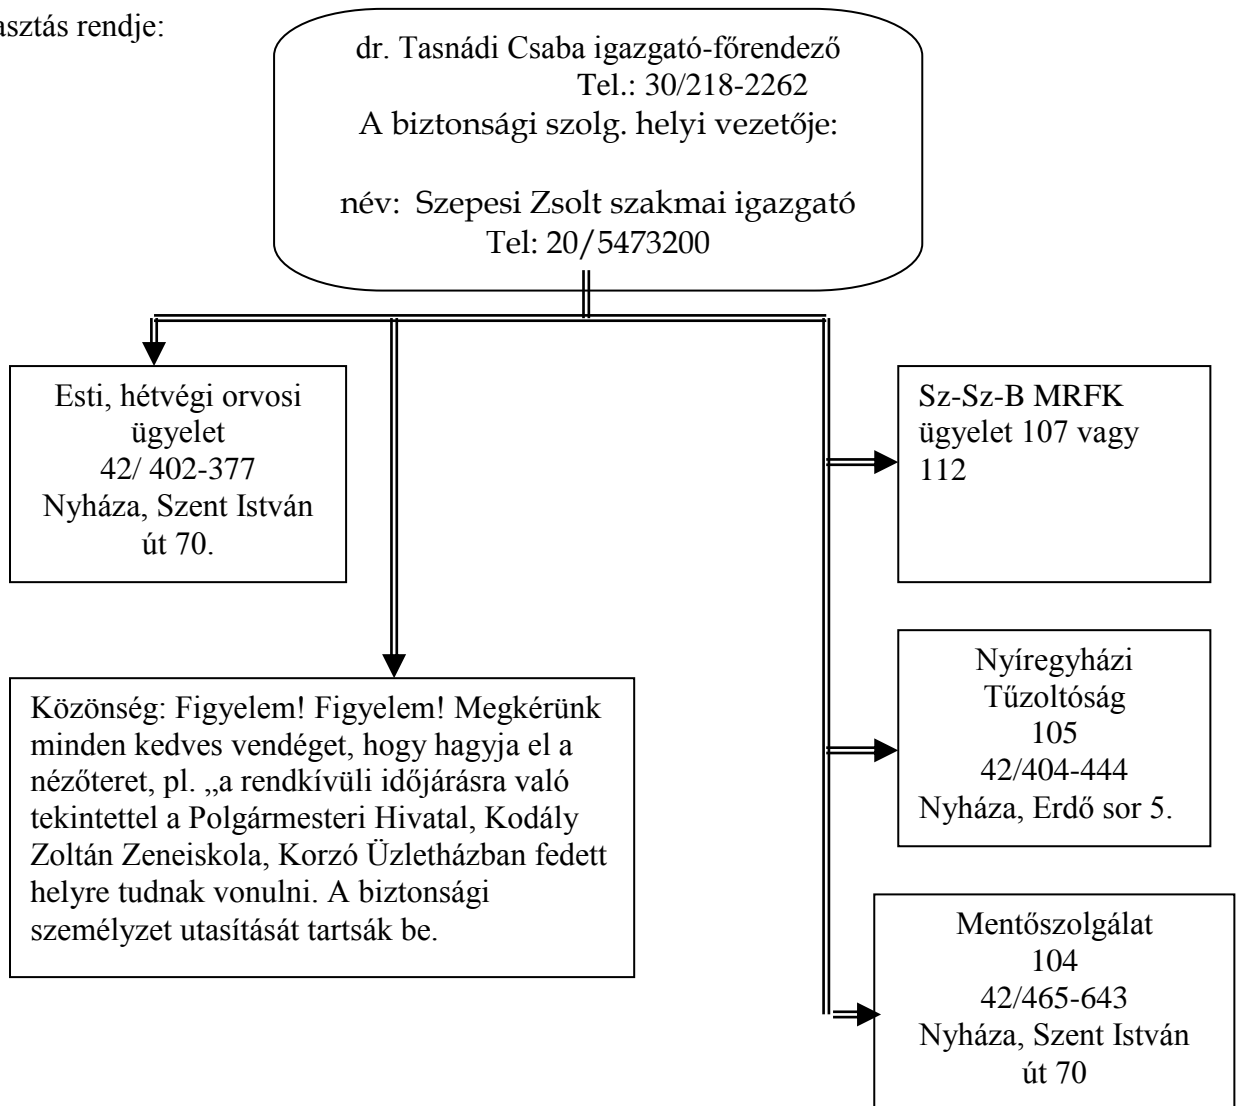 asztás rendje:
dr. Tasnádi Csaba igazgató-főrendező
Tel.: 30/218-2262
A biztonsági szolg. helyi vezetője:
név: Szepesi Zsolt szakmai igazgató
Tel: 20/5473200
Esti, hétvégi orvosi
ügyelet
42/ 402-377
Nyháza, Szent István
út 70.
Sz-Sz-B MRFK
ügyelet 107 vagy
112
Közönség: Figyelem! Figyelem! Megkérünk
minden kedves vendéget, hogy hagyja el a
nézőteret, pl. „a rendkívüli időjárásra való
tekintettel a Polgármesteri Hivatal, Kodály
Zoltán Zeneiskola, Korzó Üzletházban fedett
helyre tudnak vonulni. A biztonsági
személyzet utasítását tartsák be.
Nyíregyházi
Tűzoltóság
105
42/404-444
Nyháza, Erdő sor 5.
Mentőszolgálat
104
42/465-643
Nyháza, Szent István
út 70